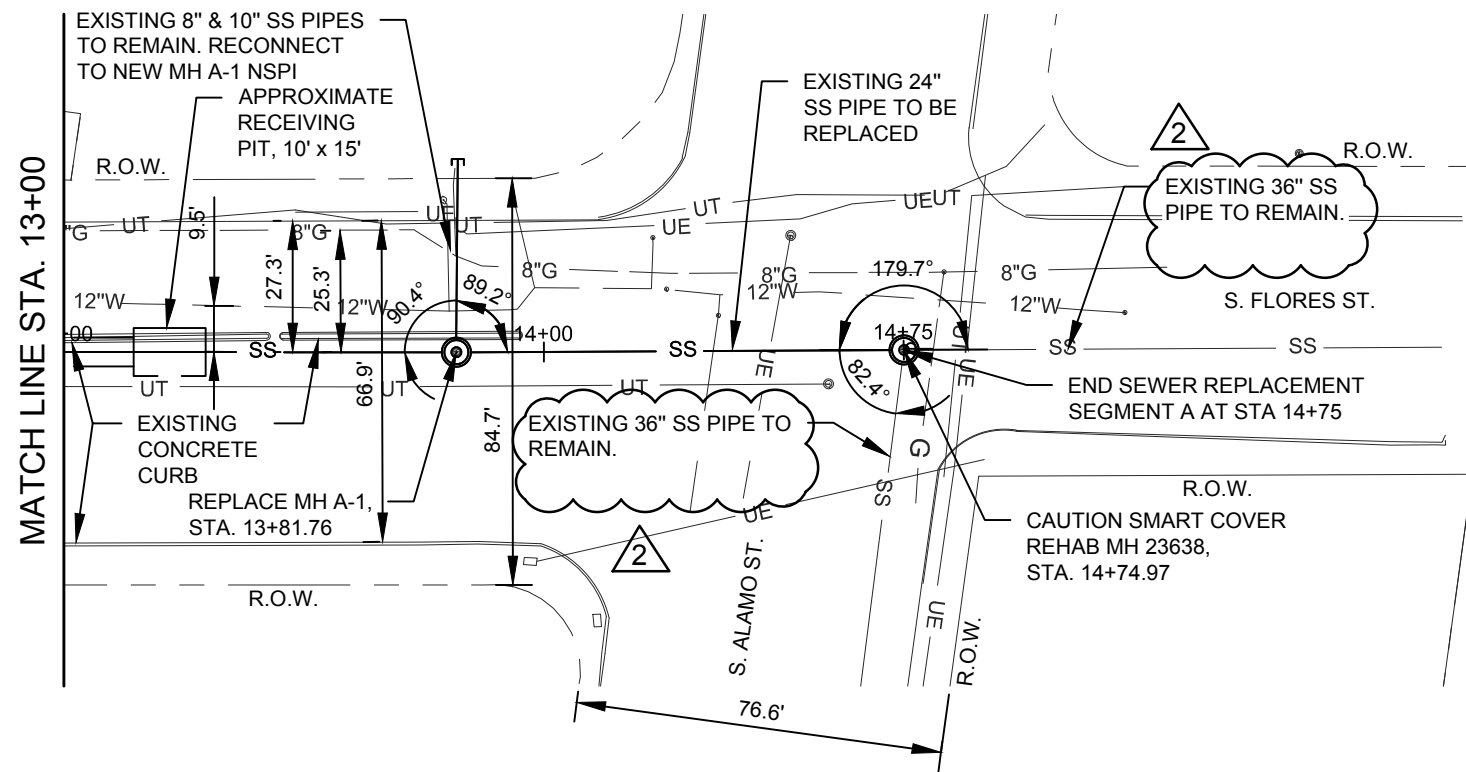 EXISTING 8" & 10" SS PIPES
TO REMAIN. RECONNECT
TO NEW MH A-1 NSPI
APPROXIMATE
RECEIVING
PIT, 10' x 15'
EXISTING 24"
SS PIPE TO BE
REPLACED
2
EXISTING 36" SS
PIPE TO REMAIN.
R.O.W.
R.O.W.
MATCH LINE STA. 13+00
UT
UE
UT
UE
UT
UE
UT
"G
8"G
8"G
8"G
8"G
9.5'
27.3'
25.3'
12"W
12"W
12"W
12"W
S. FLORES ST.
90.4°
89.2°
179.7°
82.4°
14+00
14+75
SS
SS
SS
SS
UE
UE
UT
UT
UT
66.9'
84.7'
EXISTING
CONCRETE
CURB
REPLACE MH A-1,
STA. 13+81.76
EXISTING 36" SS PIPE TO
REMAIN.
2
UE
SS
G
UE
END SEWER REPLACEMENT
SEGMENT A AT STA 14+75
CAUTION SMART COVER
REHAB MH 23638,
STA. 14+74.97
R.O.W.
R.O.W.
R.O.W.
S. ALAMO ST.
76.6'